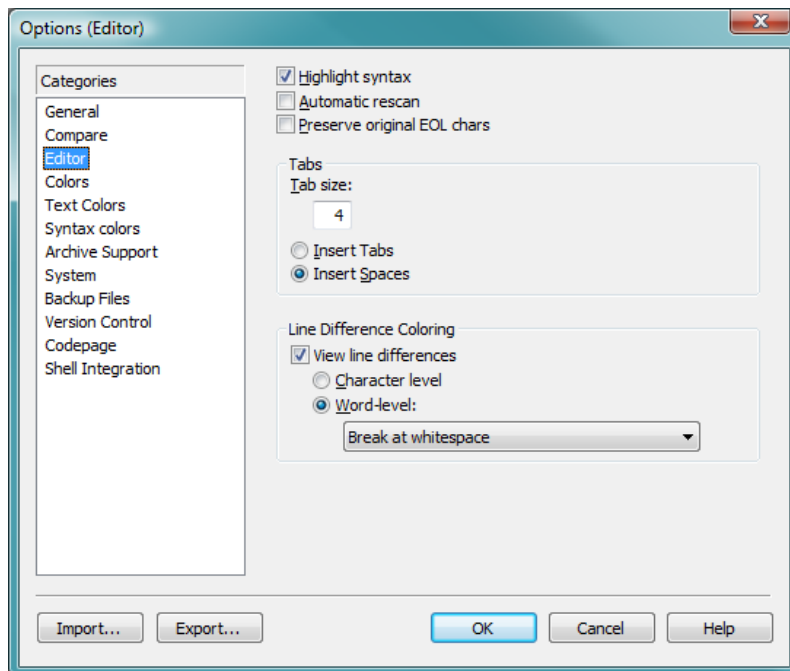 Options (Editor)
Categories
General
Compare
Editor
Colors
Text Colors
Syntax colors
Archive Support
System
Backup Files
Version Control
Codepage
Shell Integration
Highlight syntax
Automatic rescan
Preserve original EOL chars
Tabs
Tab size:
4
Insert Tabs
Insert Spaces
Line Difference Coloring
View line differences
Character level
Word-level:
Break at whitespace
Import... Export... OK Cancel Help